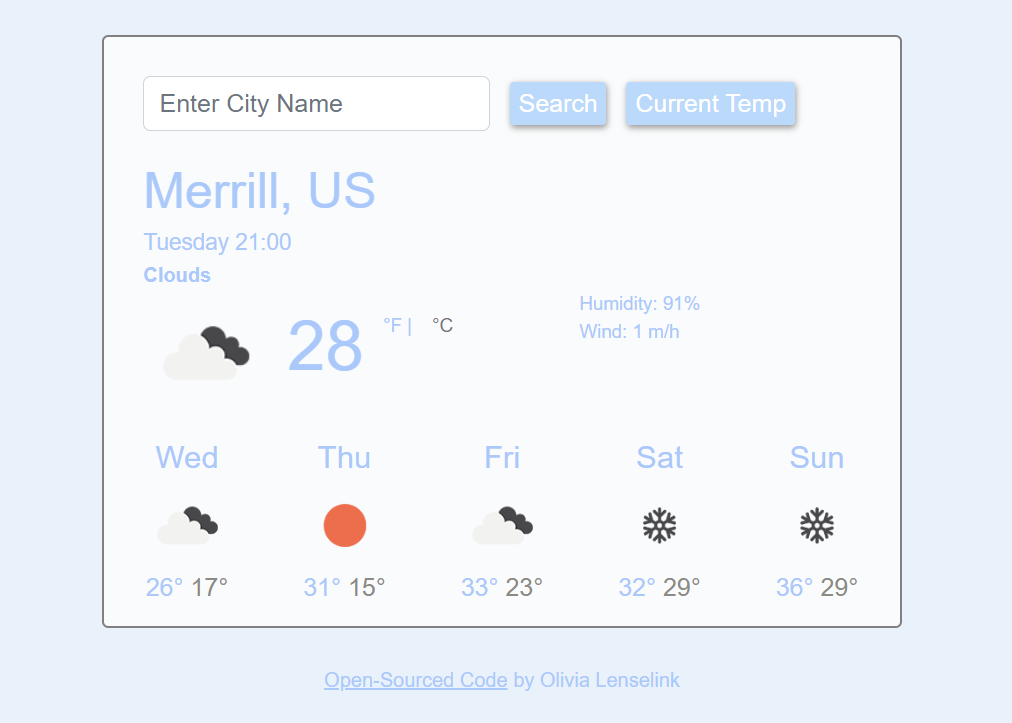 Enter City Name Search Current Temp
Merrill, US
Tuesday 21:00
Clouds
Humidity: 91%
Wind: 1 m/h
28 °F | °C
Wed Thu Fri Sat Sun
26° 17° 31° 15° 33° 23° 32° 29° 36° 29°
Open-Sourced Code by Olivia Lenselink